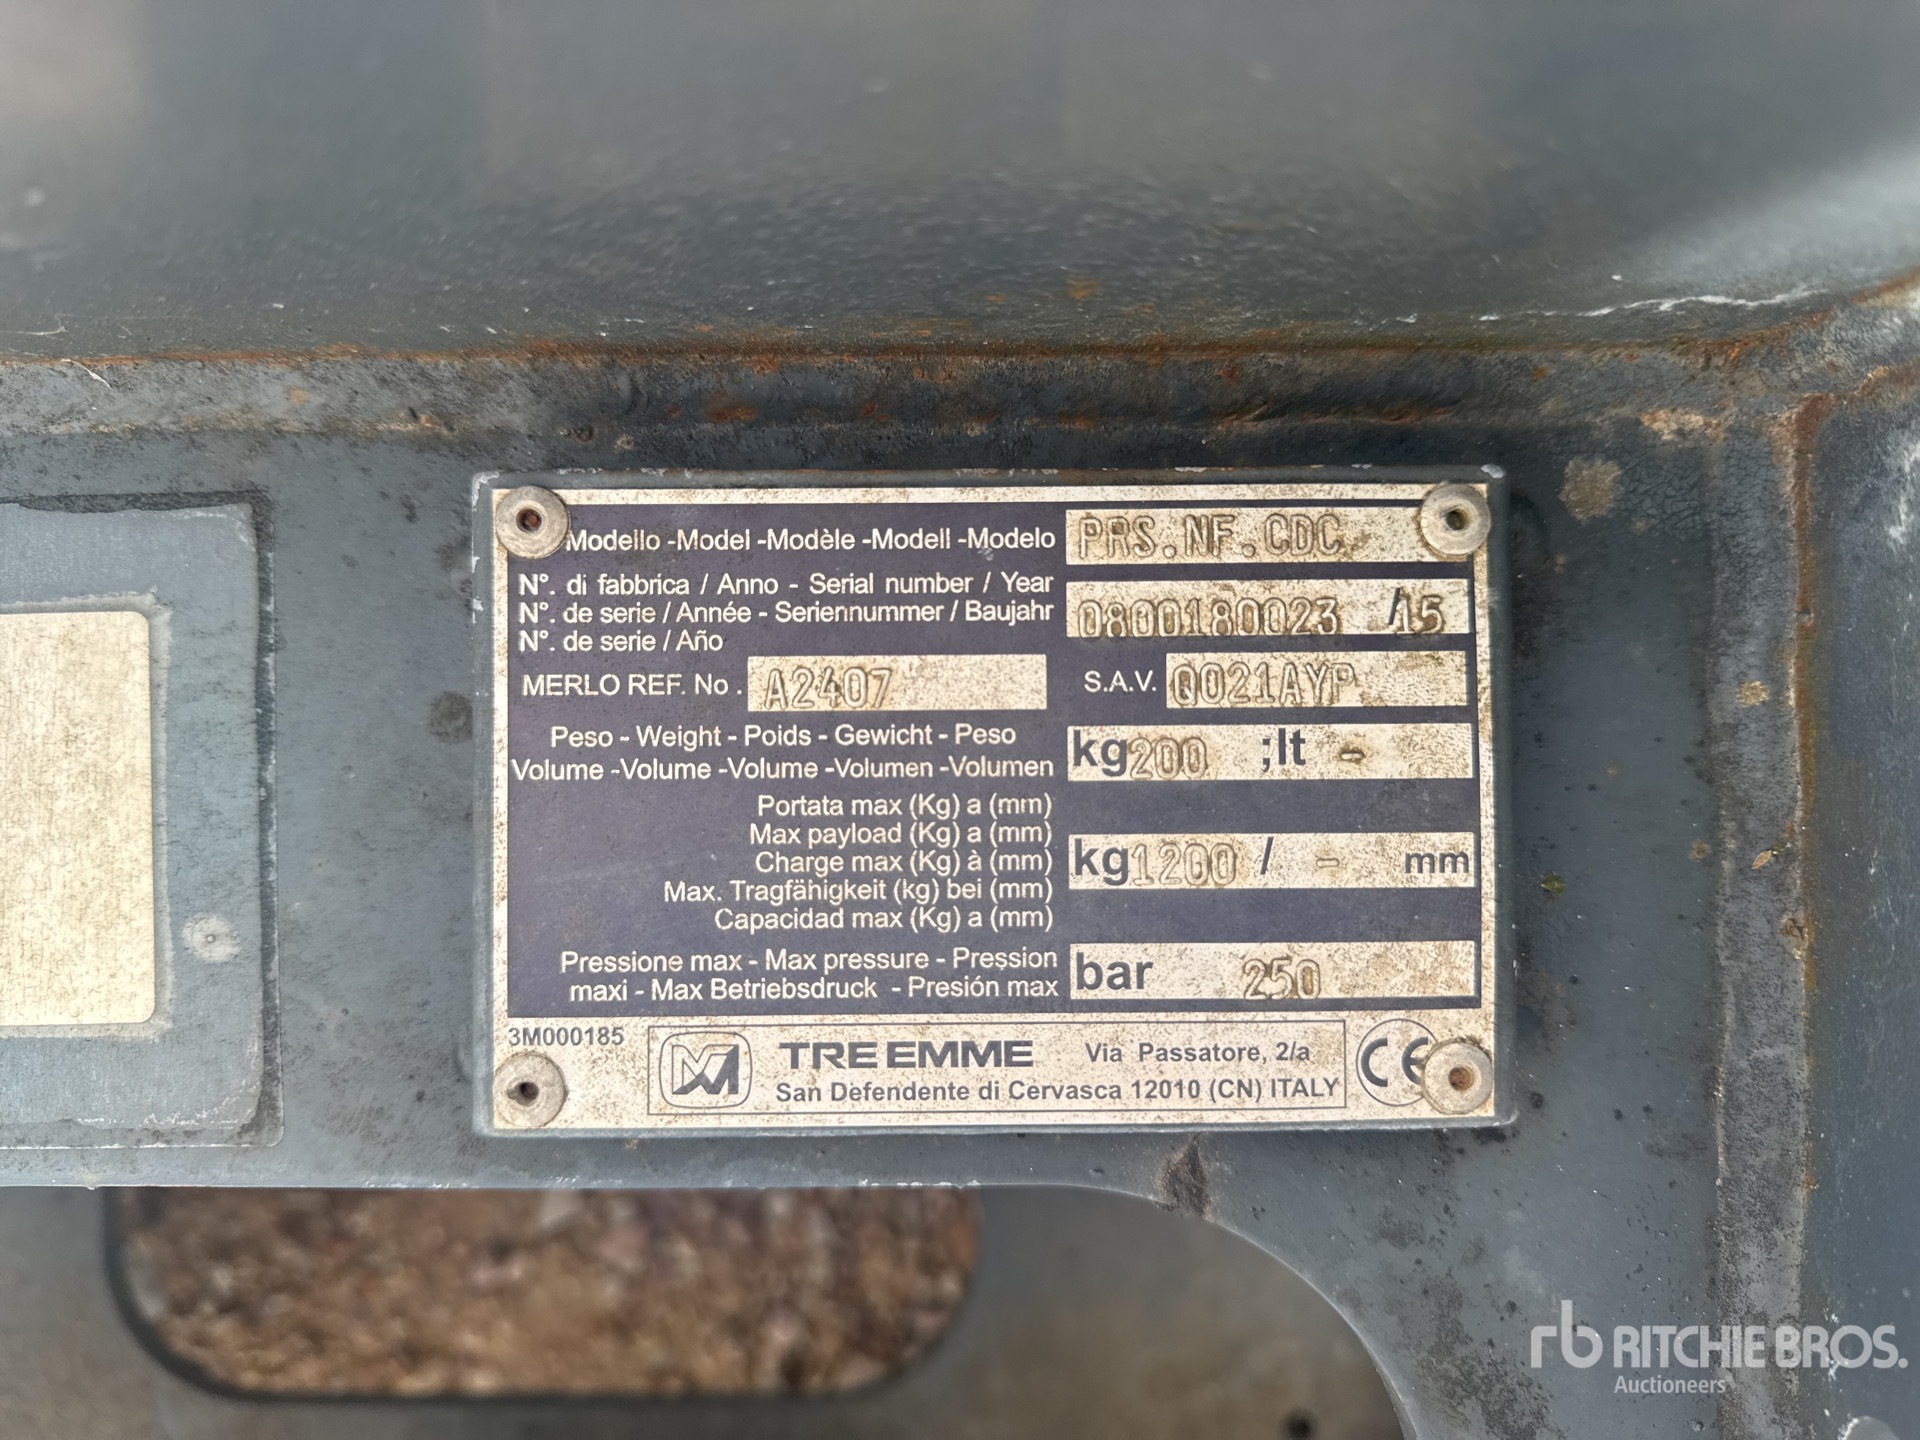 Modello -Model -Modèle -Modell -Modelo PRS.NF.CDC
N°. di fabbrica / Anno - Serial number / Year
N°. de serie / Année - Seriennummer / Baujahr 0800180023 /15
N°. de serie / Año
MERLO REF. No. A2407 S.A.V. Q021AYP
Peso - Weight - Poids - Gewicht - Peso kg200 ;lt -
Volume -Volume -Volume -Volumen -Volumen
Portata max (Kg) a (mm)
Max payload (Kg) a (mm)
Charge max (Kg) à (mm) kg1200 / - mm
Max. Tragfähigkeit (kg) bei (mm)
Capacidad max (Kg) a (mm)
Pressione max - Max pressure - Pression bar 250
maxi - Max Betriebsdruck - Presión max
3M000185
TRE EMME Via Passatore, 2/a
San Defendente di Cervasca 12010 (CN) ITALY
CE
rb RITCHIE BROS.
Auctioneers